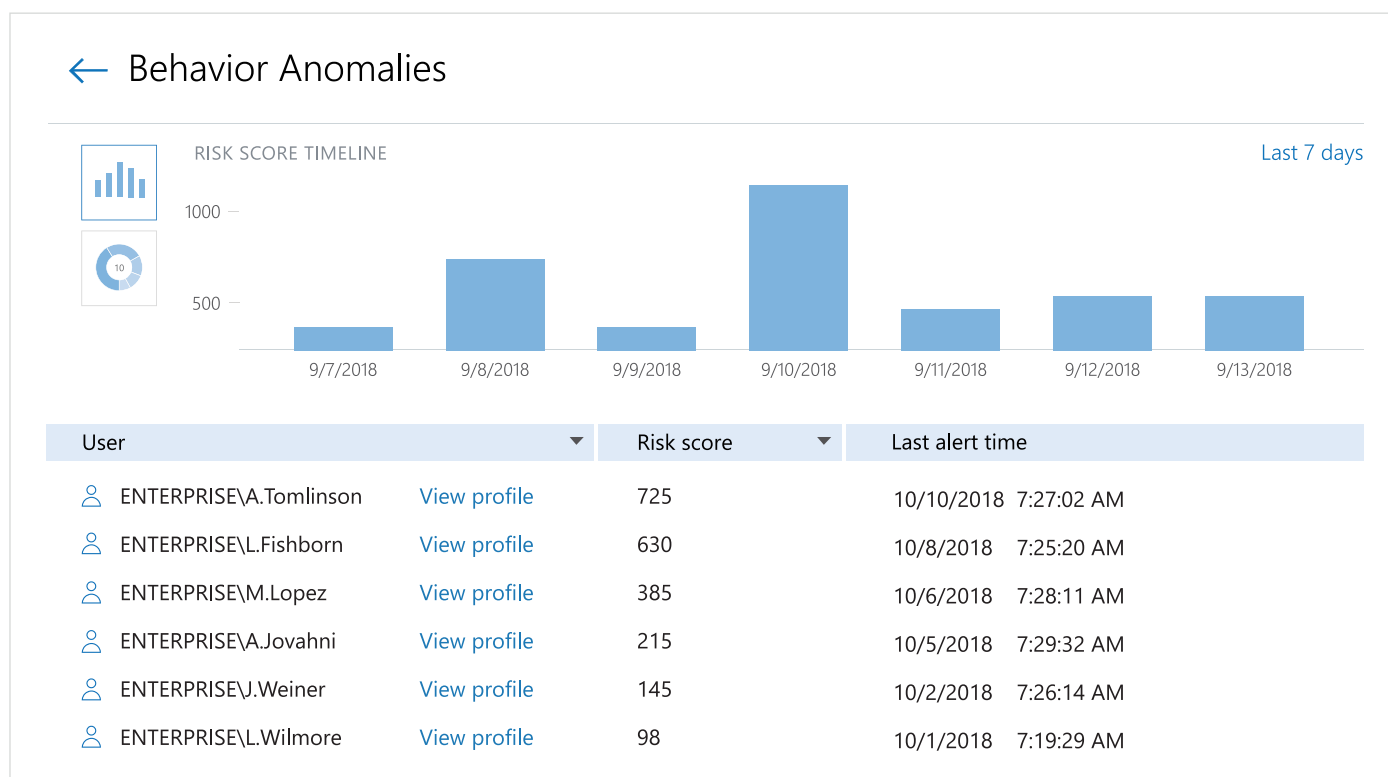 Behavior Anomalies
RISK SCORE TIMELINE
Last 7 days
1000
10
500
9/7/2018 9/8/2018 9/9/2018 9/10/2018 9/11/2018 9/12/2018 9/13/2018
User Risk score Last alert time
ENTERPRISE\A.Tomlinson View profile 725 10/10/2018 7:27:02 AM
ENTERPRISE\L.Fishborn View profile 630 10/8/2018 7:25:20 AM
ENTERPRISE\M.Lopez View profile 385 10/6/2018 7:28:11 AM
ENTERPRISE\A.Jovahni View profile 215 10/5/2018 7:29:32 AM
ENTERPRISE\J.Weiner View profile 145 10/2/2018 7:26:14 AM
ENTERPRISE\L.Wilmore View profile 98 10/1/2018 7:19:29 AM